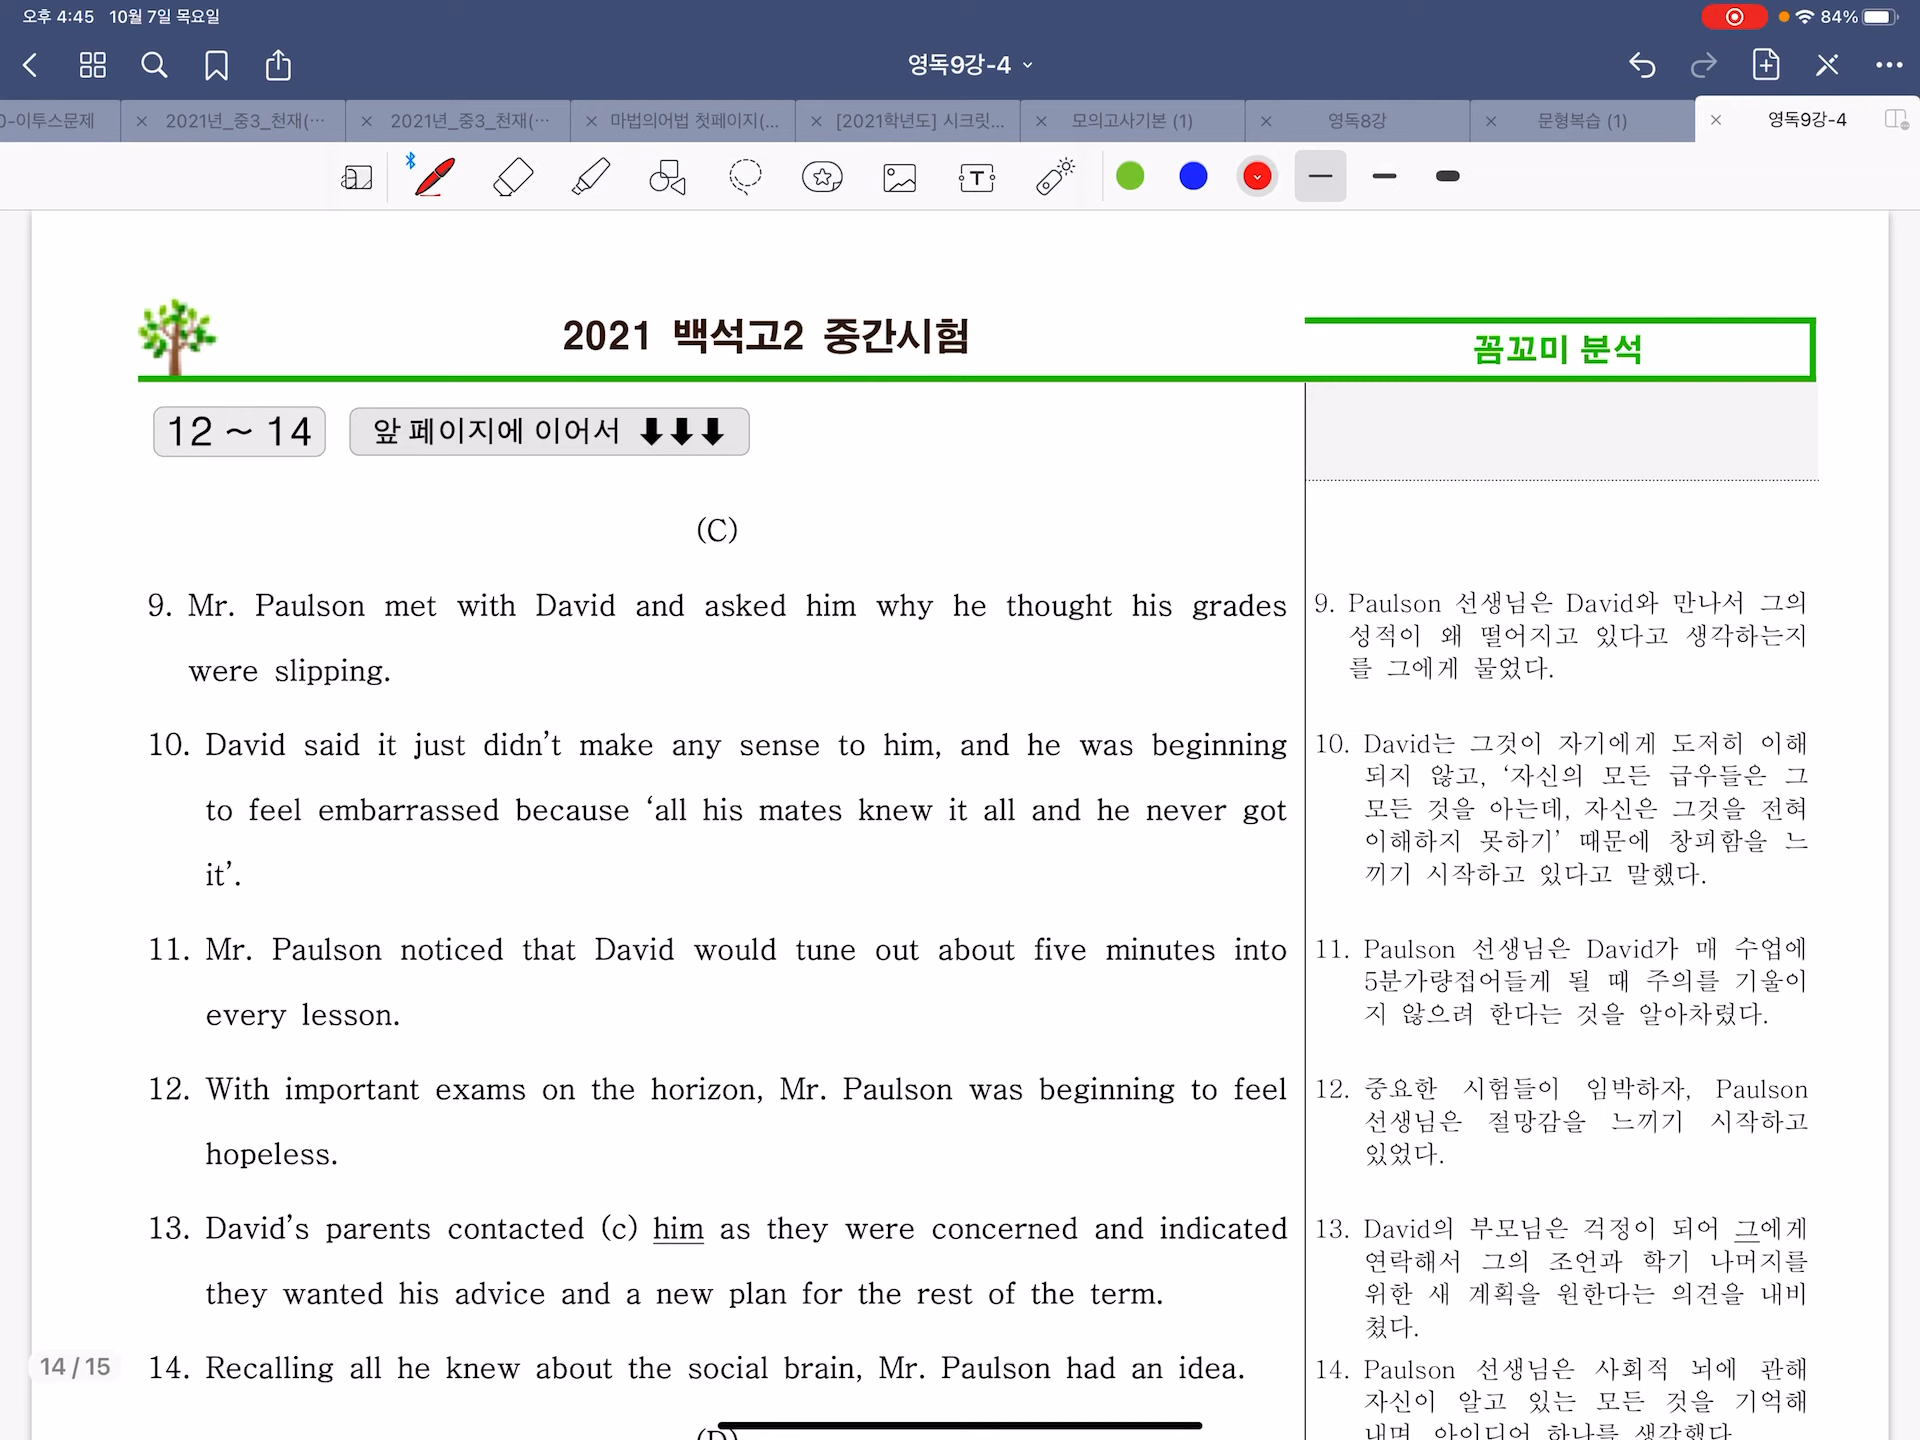 오후 4:45 10월 7일 목요일
84%
영독9강-4
0-이투스문제
2021년_중3_천재(…
2021년_중3_천재(…
마법의어법 첫페이지(...
[2021학년도] 시크릿...
모의고사기본 (1)
영독8강
문형복습 (1)
영독9강-4
2021 백석고2 중간시험
꼼꼬미 분석
12 ~ 14
앞 페이지에 이어서
(C)
9. Mr. Paulson met with David and asked him why he thought his grades
were slipping.
10. David said it just didn't make any sense to him, and he was beginning
to feel embarrassed because ‘all his mates knew it all and he never got
it’.
11. Mr. Paulson noticed that David would tune out about five minutes into
every lesson.
12. With important exams on the horizon, Mr. Paulson was beginning to feel
hopeless.
13. David’s parents contacted (c) him as they were concerned and indicated
they wanted his advice and a new plan for the rest of the term.
14. Recalling all he knew about the social brain, Mr. Paulson had an idea.
(D)
9. Paulson 선생님은 David와 만나서 그의
성적이 왜 떨어지고 있다고 생각하는지
를 그에게 물었다.
10. David는 그것이 자기에게 도저히 이해
되지 않고, ‘자신의 모든 급우들은 그
모든 것을 아는데, 자신은 그것을 전혀
이해하지 못하기’ 때문에 창피함을 느
끼기 시작하고 있다고 말했다.
11. Paulson 선생님은 David가 매 수업에
5분가량접어들게 될 때 주의를 기울이
지 않으려 한다는 것을 알아차렸다.
12. 중요한 시험들이 임박하자, Paulson
선생님은 절망감을 느끼기 시작하고
있었다.
13. David의 부모님은 걱정이 되어 그에게
연락해서 그의 조언과 학기 나머지를
위한 새 계획을 원한다는 의견을 내비
쳤다.
14. Paulson 선생님은 사회적 뇌에 관해
자신이 알고 있는 모든 것을 기억해
내며, 아이디어 하나를 생각했다.
14 / 15